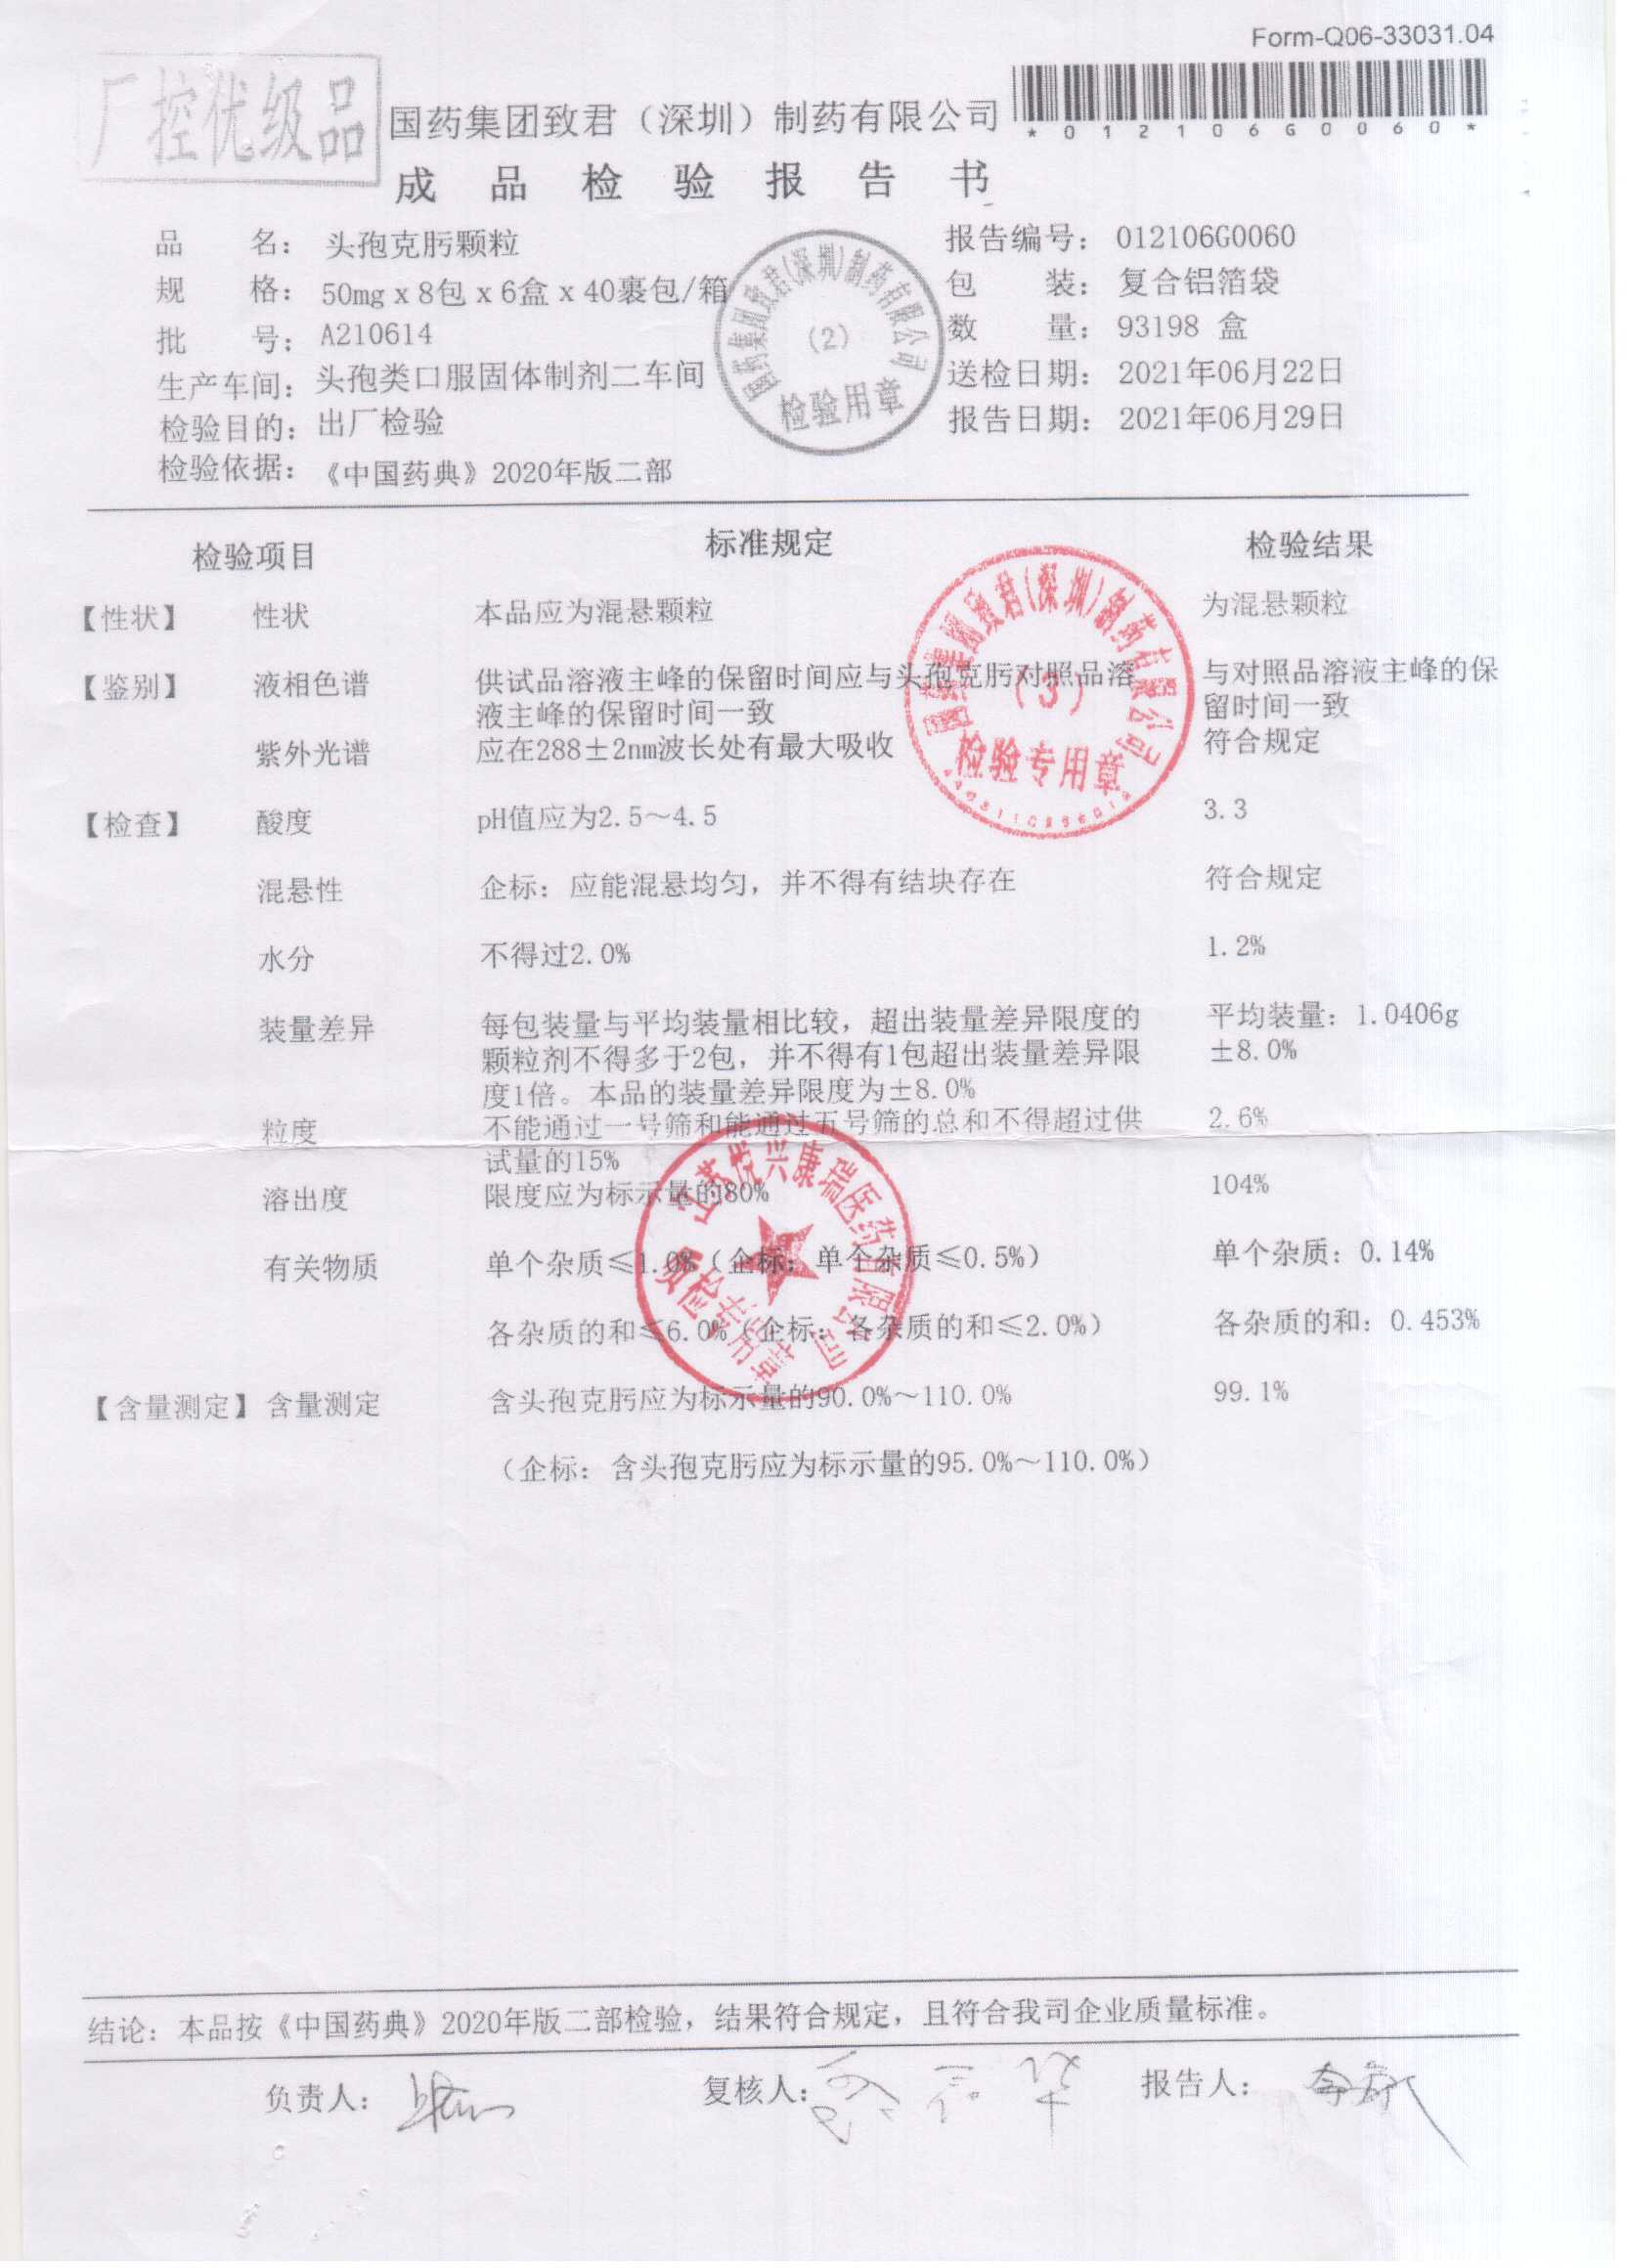 Form-Q06-33031.04
厂控优级品
国药集团致君（深圳）制药有限公司
*012106G0060*
成品检验报告书
品名：头孢克肟颗粒
报告编号：012106G0060
规格：50mg x 8包 x 6盒 x 40裹包/箱
包装：复合铝箔袋
批号：A210614
数量：93198 盒
生产车间：头孢类口服固体制剂二车间
送检日期：2021年06月22日
检验目的：出厂检验
报告日期：2021年06月29日
检验依据：《中国药典》2020年版二部
国药集团致君(深圳)制药有限公司
(2)
检验用章
检验项目 标准规定 检验结果
【性状】 性状 本品应为混悬颗粒 为混悬颗粒
【鉴别】 液相色谱 供试品溶液主峰的保留时间应与头孢克肟对照品溶 与对照品溶液主峰的保
液主峰的保留时间一致 留时间一致
紫外光谱 应在288±2nm波长处有最大吸收 符合规定
国药集团致君(深圳)制药有限公司
(3)
检验专用章
【检查】 酸度 pH值应为2.5～4.5 3.3
混悬性 企标：应能混悬均匀，并不得有结块存在 符合规定
水分 不得过2.0% 1.2%
装量差异 每包装量与平均装量相比较，超出装量差异限度的 平均装量：1.0406g
颗粒剂不得多于2包，并不得有1包超出装量差异限 ±8.0%
度1倍。本品的装量差异限度为±8.0%
粒度 不能通过一号筛和能通过五号筛的总和不得超过供 2.6%
试量的15%
溶出度 限度应为标示量的80% 104%
有关物质 单个杂质≤1.0%（企标：单个杂质≤0.5%） 单个杂质：0.14%
各杂质的和≤6.0%（企标：各杂质的和≤2.0%） 各杂质的和：0.453%
【含量测定】 含量测定 含头孢克肟应为标示量的90.0%～110.0% 99.1%
（企标：含头孢克肟应为标示量的95.0%～110.0%）
结论：本品按《中国药典》2020年版二部检验，结果符合规定，且符合我司企业质量标准。
负责人： 复核人： 报告人：